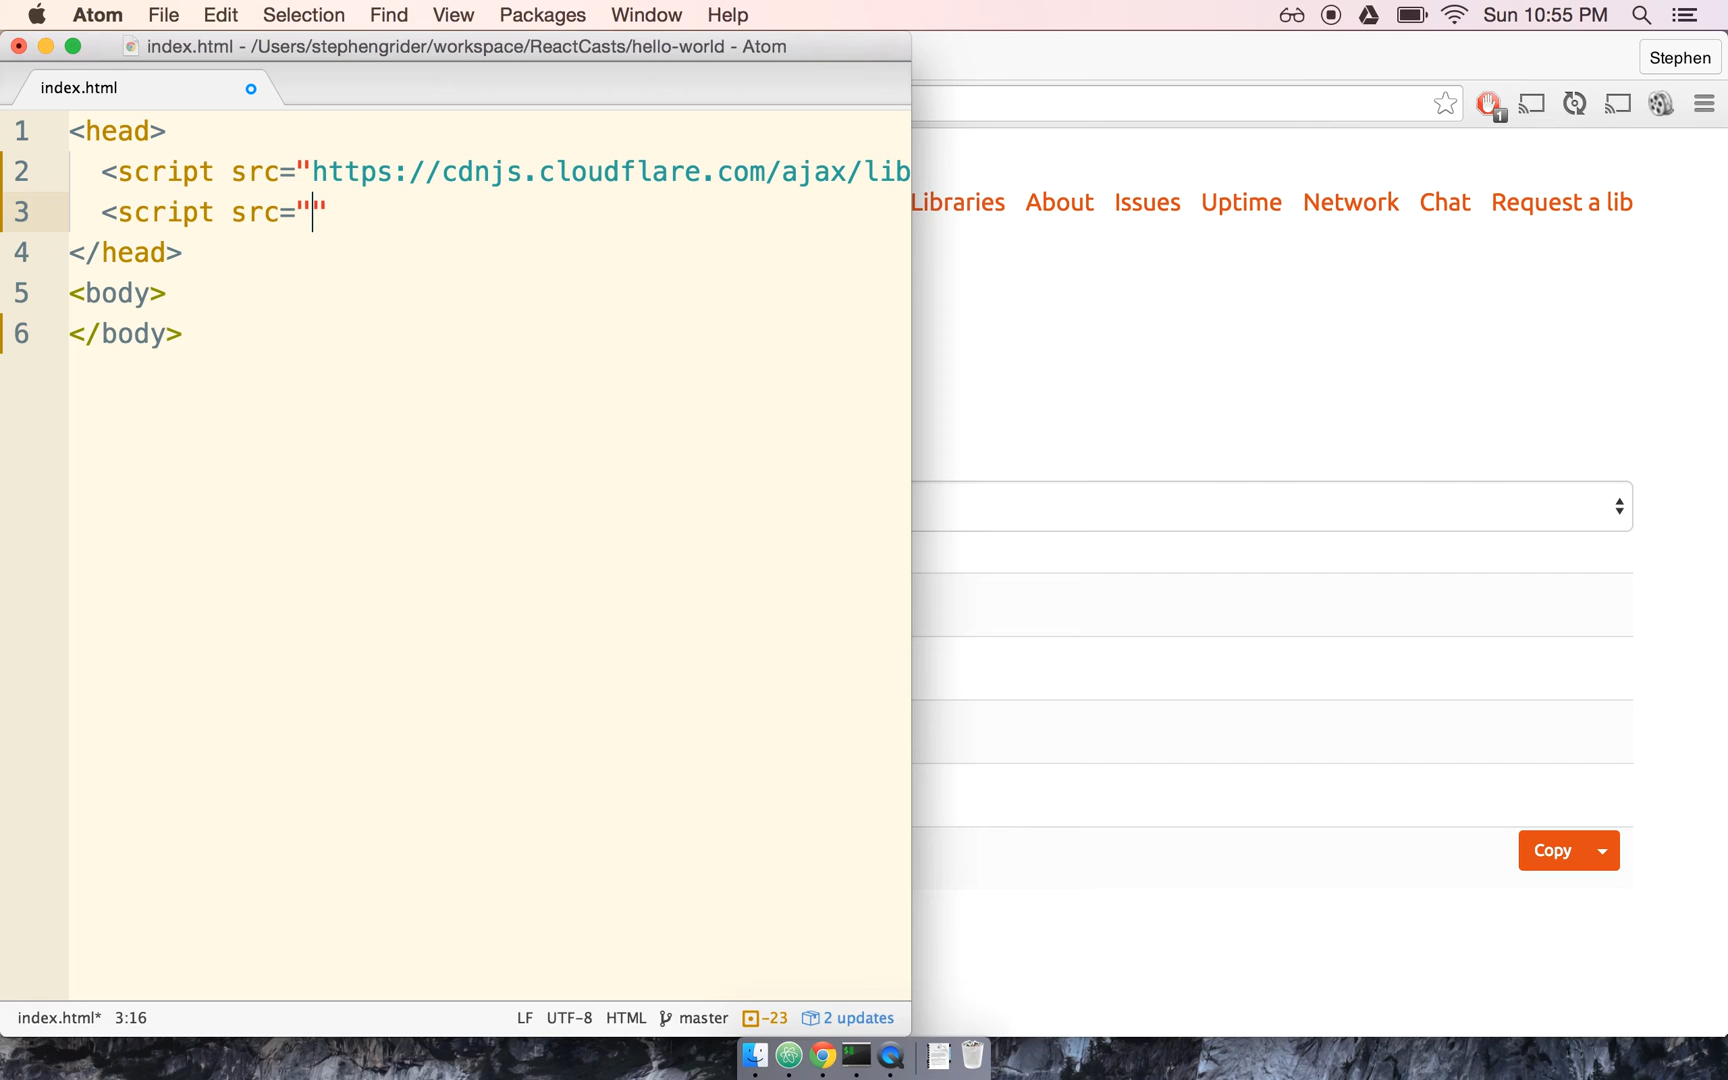 Atom File Edit Selection Find View Packages Window Help Sun 10:55 PM
index.html - /Users/stephengrider/workspace/ReactCasts/hello-world - Atom
Stephen
index.html
1
1 <head>
2 <script src="https://cdnjs.cloudflare.com/ajax/lib
3 <script src=""
4 </head>
5 <body>
6 </body>
Libraries About Issues Uptime Network Chat Request a lib
Copy
index.html* 3:16 LF UTF-8 HTML master -23 2 updates